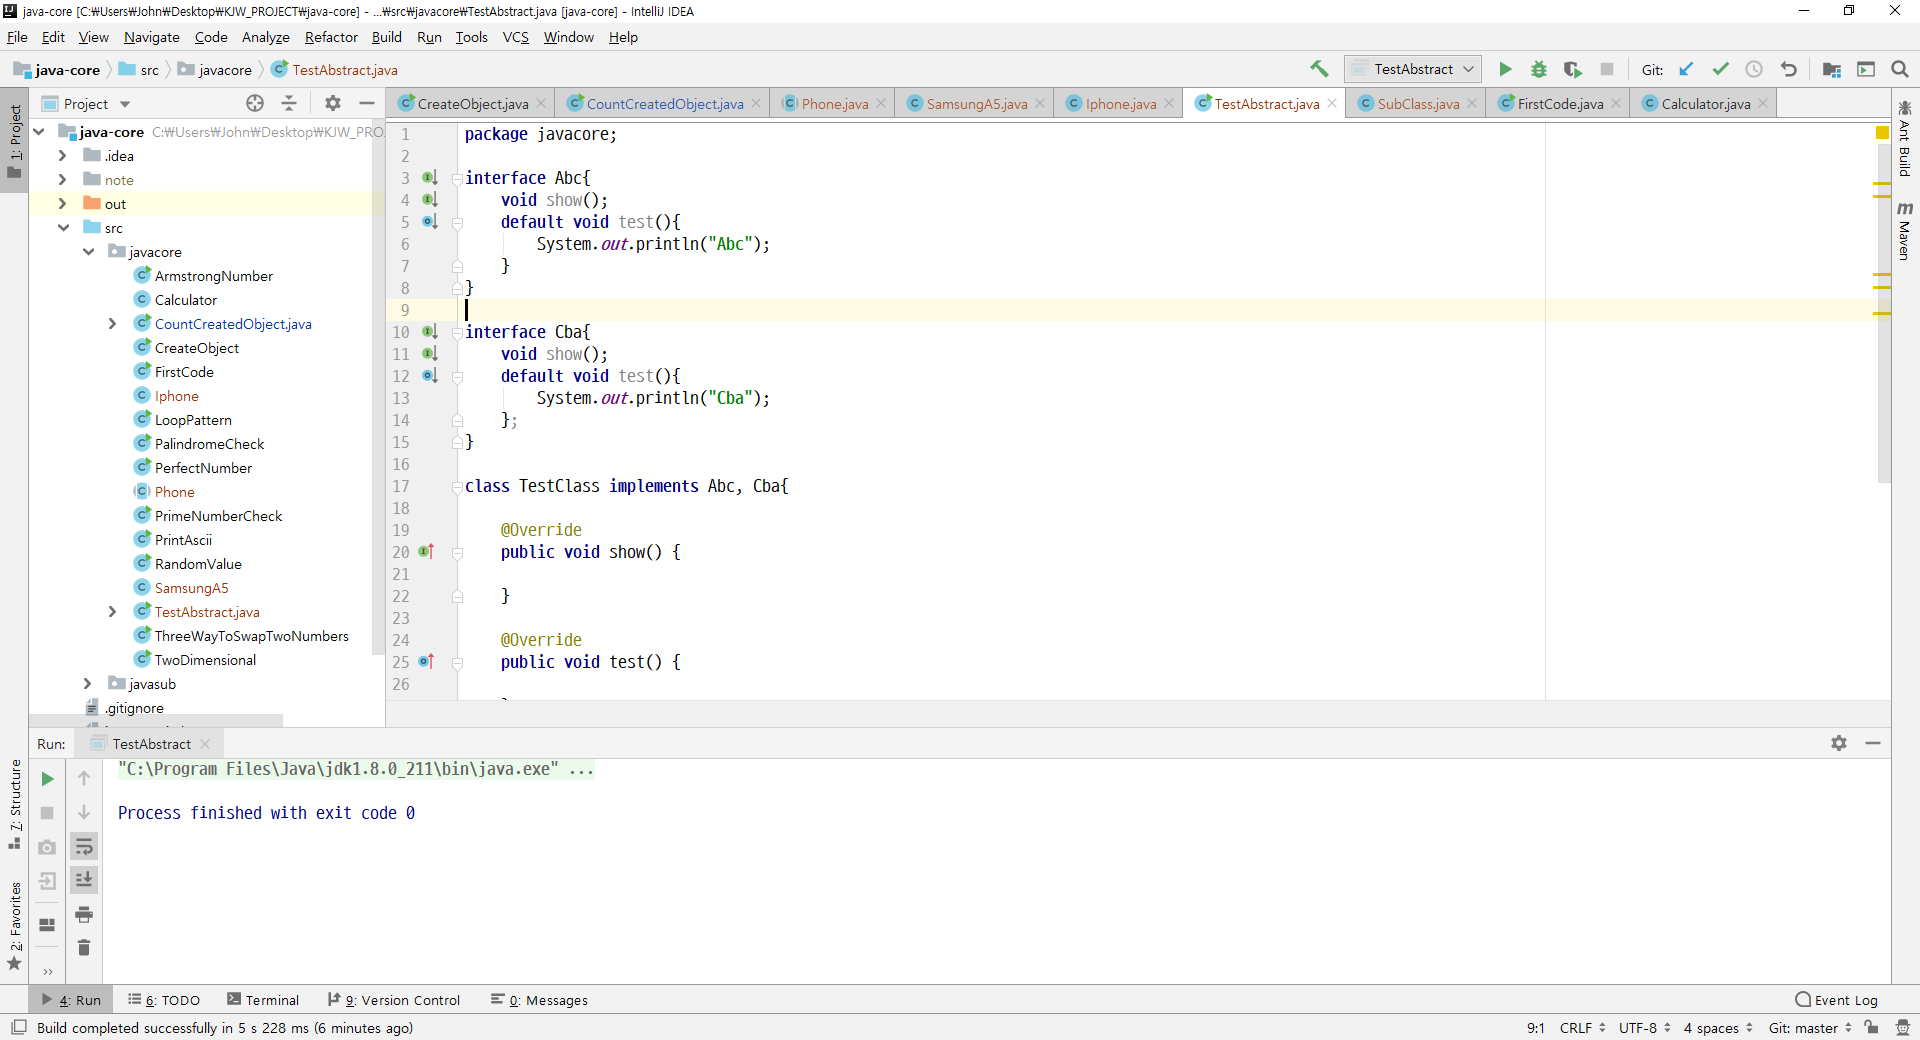 java-core [C:₩Users₩John₩Desktop₩KJW_PROJECT₩java-core] - ...₩src₩javacore₩TestAbstract.java [java-core] - IntelliJ IDEA
File Edit View Navigate Code Analyze Refactor Build Run Tools VCS Window Help
java-core src javacore TestAbstract.java TestAbstract Git:
1: Project
Project
CreateObject.java CountCreatedObject.java Phone.java SamsungA5.java Iphone.java TestAbstract.java SubClass.java FirstCode.java Calculator.java
java-core C:₩Users₩John₩Desktop₩KJW_PRO
.idea
note
out
src
javacore
ArmstrongNumber
Calculator
CountCreatedObject.java
CreateObject
FirstCode
Iphone
LoopPattern
PalindromeCheck
PerfectNumber
Phone
PrimeNumberCheck
PrintAscii
RandomValue
SamsungA5
TestAbstract.java
ThreeWayToSwapTwoNumbers
TwoDimensional
javasub
.gitignore
1 package javacore;
2
3 interface Abc{
4 void show();
5 default void test(){
6 System.out.println("Abc");
7 }
8 }
9
10 interface Cba{
11 void show();
12 default void test(){
13 System.out.println("Cba");
14 };
15 }
16
17 class TestClass implements Abc, Cba{
18
19 @Override
20 public void show() {
21
22 }
23
24 @Override
25 public void test() {
26
Ant Build
Maven
Run: TestAbstract
"C:\Program Files\Java\jdk1.8.0_211\bin\java.exe" ...
Process finished with exit code 0
7: Structure
2: Favorites
4: Run 6: TODO Terminal 9: Version Control 0: Messages Event Log
Build completed successfully in 5 s 228 ms (6 minutes ago) 9:1 CRLF UTF-8 4 spaces Git: master